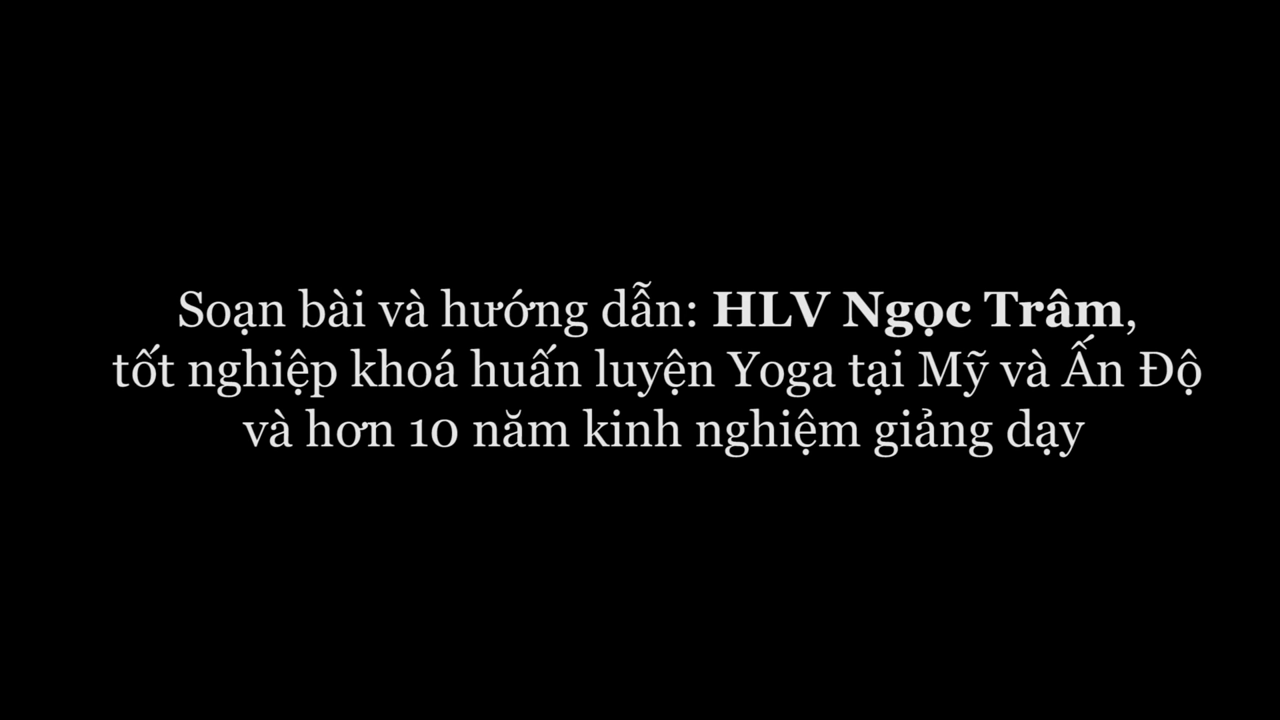 Soạn bài và hướng dẫn: HLV Ngọc Trâm,
tốt nghiệp khoá huấn luyện Yoga tại Mỹ và Ấn Độ
và hơn 10 năm kinh nghiệm giảng dạy